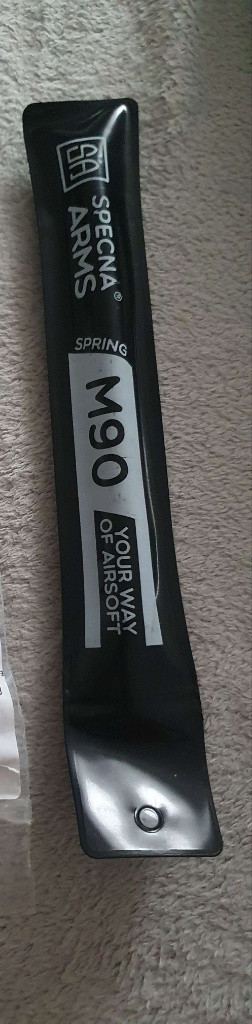 SA
SPECNA
ARMS®
SPRING
M90
YOUR WAY
OF AIRSOFT